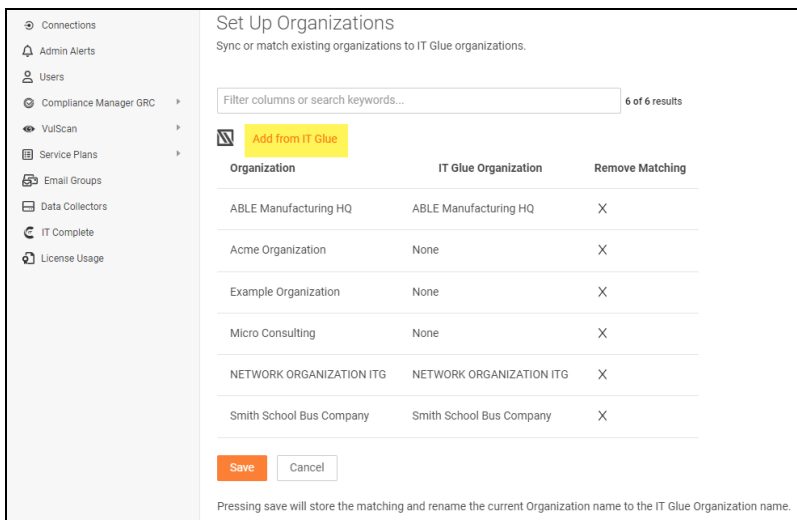 Connections
Admin Alerts
Users
Compliance Manager GRC
VulScan
Service Plans
Email Groups
Data Collectors
IT Complete
License Usage
Set Up Organizations
Sync or match existing organizations to IT Glue organizations.
Filter columns or search keywords...
6 of 6 results
Add from IT Glue
Organization IT Glue Organization Remove Matching
ABLE Manufacturing HQ ABLE Manufacturing HQ X
Acme Organization None X
Example Organization None X
Micro Consulting None X
NETWORK ORGANIZATION ITG NETWORK ORGANIZATION ITG X
Smith School Bus Company Smith School Bus Company X
Save Cancel
Pressing save will store the matching and rename the current Organization name to the IT Glue Organization name.